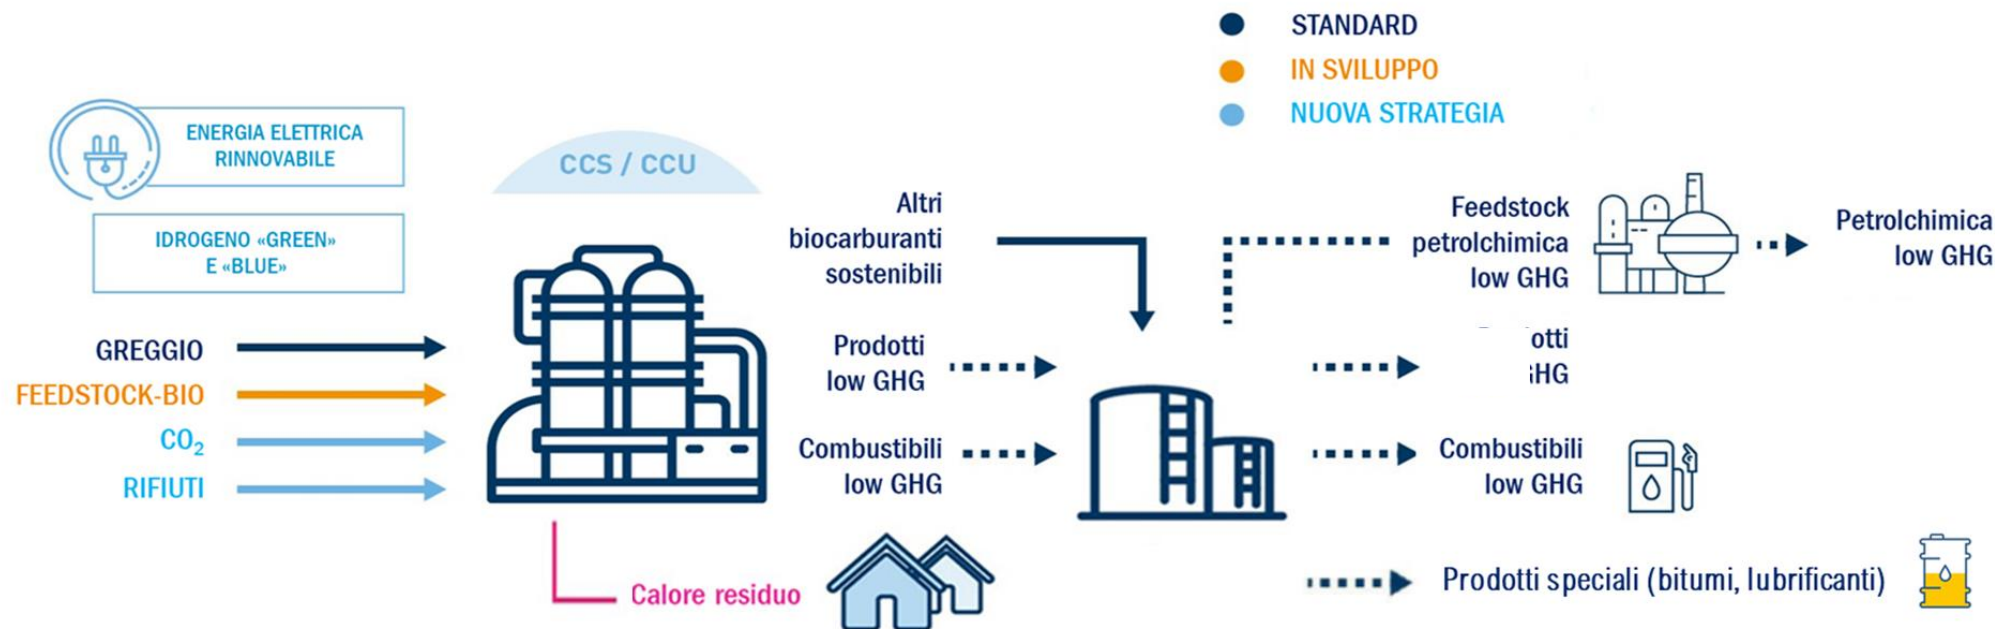 STANDARD
IN SVILUPPO
NUOVA STRATEGIA
ENERGIA ELETTRICA
RINNOVABILE
IDROGENO «GREEN»
E «BLUE»
GREGGIO
FEEDSTOCK-BIO
CO₂
RIFIUTI
CCS / CCU
Calore residuo
Altri
biocarburanti
sostenibili
Prodotti
low GHG
Combustibili
low GHG
Feedstock
petrolchimica
low GHG
Petrolchimica
low GHG
otti
Combustibili
low GHG
Prodotti speciali (bitumi, lubrificanti)